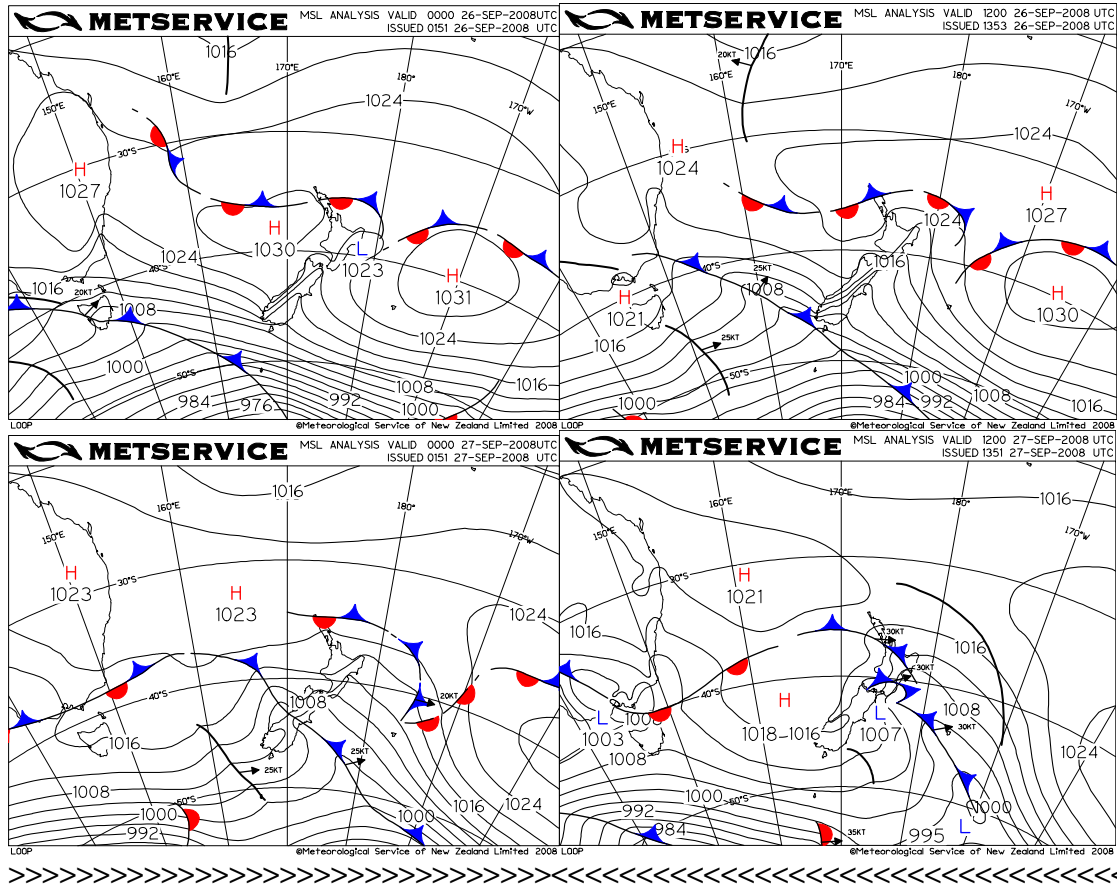 METSERVICE
MSL ANALYSIS VALID 0000 26-SEP-2008UTC
ISSUED 0151 26-SEP-2008 UTC
1016
170°E
160°E
180°
150°E
1024
170°W
30°S
H
1027
H
1030
L
1023
1024
40°S
H
1031
1016
20KT
1008
1024
1000
50°S
1008
1016
984
976
992
1000
LOOP
©Meteorological Service of New Zealand Limited 2008
METSERVICE
MSL ANALYSIS VALID 1200 26-SEP-2008 UTC
ISSUED 1353 26-SEP-2008 UTC
20KT
1016
170°E
160°E
180°
150°E
170°W
1024
H
1024
H
1027
1024
1016
40°S
25KT
1008
H
1021
H
1030
1016
25KT
50°S
1000
1000
984
992
1008
1016
LOOP
©Meteorological Service of New Zealand Limited 2008
METSERVICE
MSL ANALYSIS VALID 0000 27-SEP-2008UTC
ISSUED 0151 27-SEP-2008 UTC
1016
160°E
180°
150°E
170°W
H
1023
30°S
H
1023
1024
40°S
1008
20KT
1016
25KT
25KT
1008
50°S
1000
992
1016
1024
1000
LOOP
©Meteorological Service of New Zealand Limited 2008
METSERVICE
MSL ANALYSIS VALID 1200 27-SEP-2008 UTC
ISSUED 1351 27-SEP-2008 UTC
170°E
1016
160°E
180°
150°E
170°W
30°S
H
1021
1016
30KT
1016
30KT
40°S
H
1018
1016
L
1003
1008
1008
L
1007
1008
30KT
1024
1000
50°S
992
984
35KT
1000
L
995
LOOP
©Meteorological Service of New Zealand Limited 2008
>>>>>>>>>>>>>>>>>>>>>>>>>>>>>><<<<<<<<<<<<<<<<<<<<<<<<<<<<<<